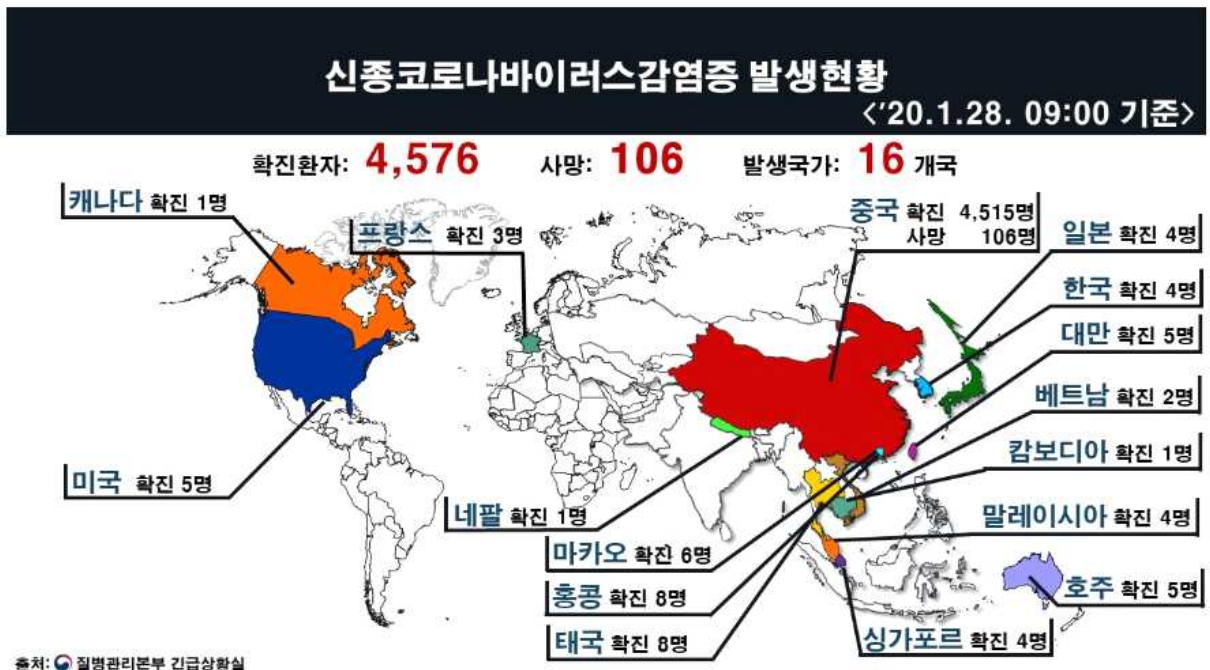 신종코로나바이러스감염증 발생현황
<'20.1.28. 09:00 기준>
확진환자: 4,576 사망: 106 발생국가: 16 개국
캐나다 확진 1명
프랑스 확진 3명
중국 확진 4,515명
사망 106명
일본 확진 4명
한국 확진 4명
대만 확진 5명
베트남 확진 2명
캄보디아 확진 1명
미국 확진 5명
네팔 확진 1명
말레이시아 확진 4명
마카오 확진 6명
홍콩 확진 8명
호주 확진 5명
태국 확진 8명
싱가포르 확진 4명
출처: 질병관리본부 긴급상황실